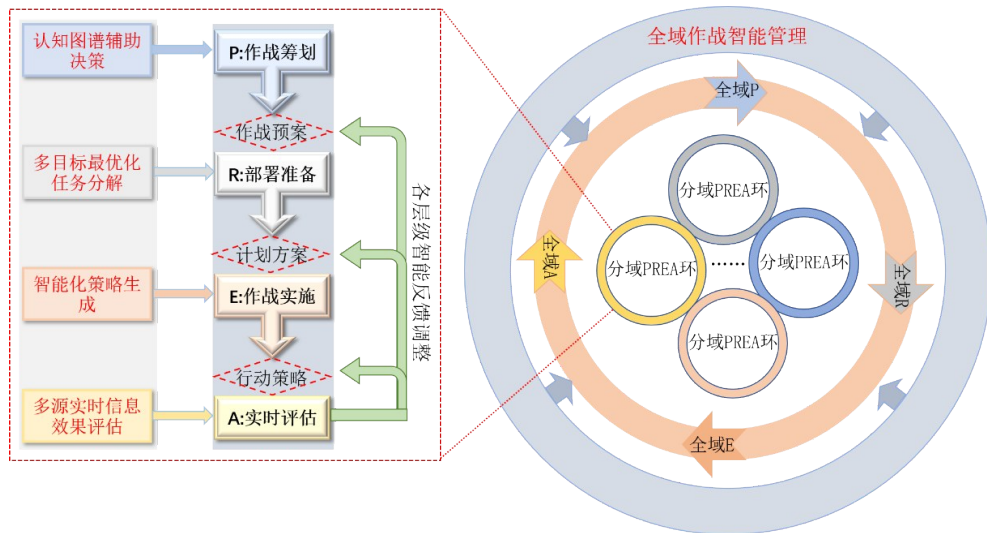 认知图谱辅助
决策
P:作战筹划
作战预案
多目标最优化
任务分解
R:部署准备
计划方案
智能化策略生
成
E:作战实施
行动策略
多源实时信息
效果评估
A:实时评估
各层级智能反馈调整
全域作战智能管理
全域P
分域PREA环
全域A
分域PREA环
……
分域PREA环
全域R
分域PREA环
全域E